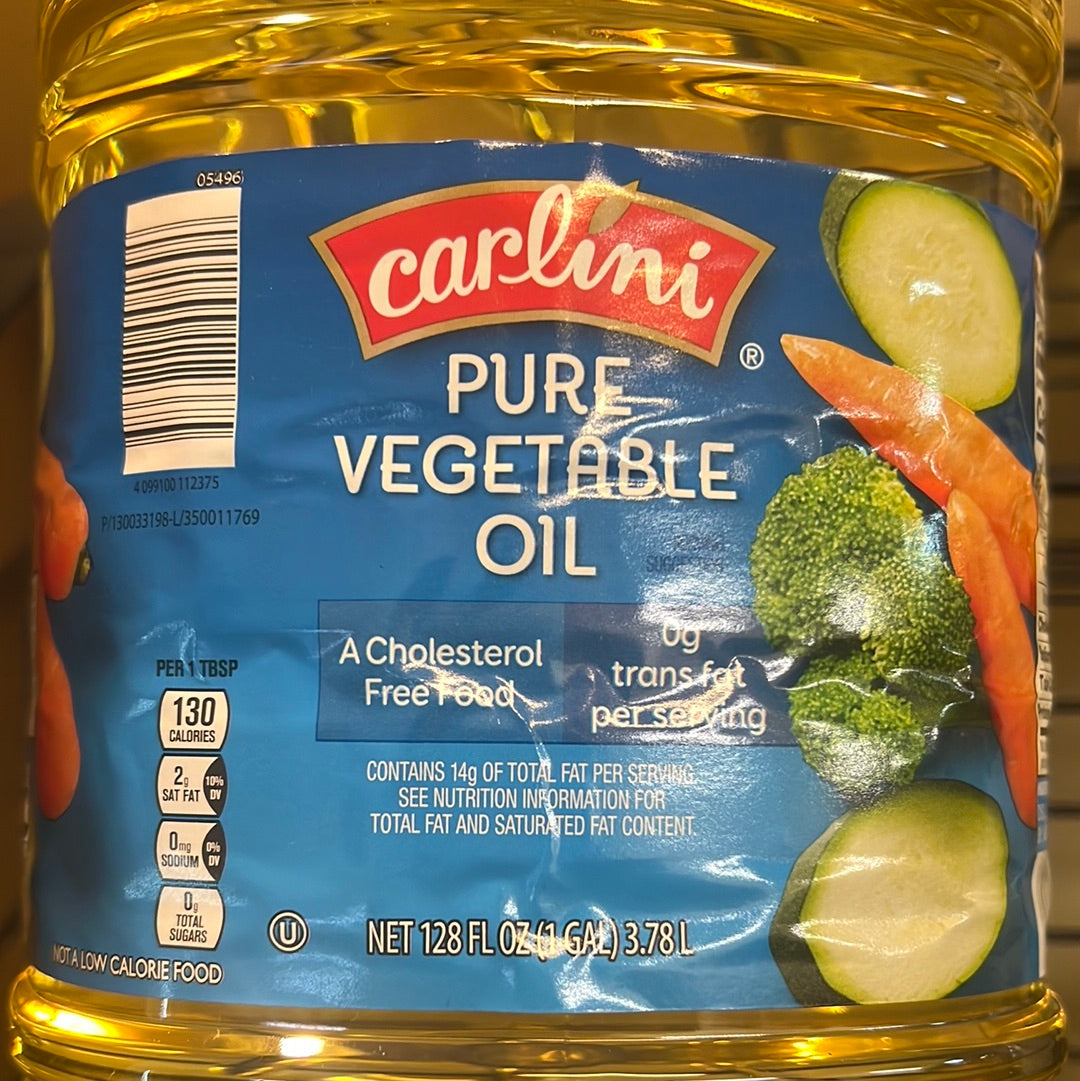 05496
4 099100 112375
P/130033198-L/350011769
carlini
®
PURE
VEGETABLE
OIL
A Cholesterol
Free Food
0g
trans fat
per serving
PER 1 TBSP
130
CALORIES
2g
SAT FAT
10%
DV
0mg
SODIUM
0%
DV
0g
TOTAL
SUGARS
NOT A LOW CALORIE FOOD
CONTAINS 14g OF TOTAL FAT PER SERVING.
SEE NUTRITION INFORMATION FOR
TOTAL FAT AND SATURATED FAT CONTENT.
U
NET 128 FL OZ (1 GAL) 3.78 L